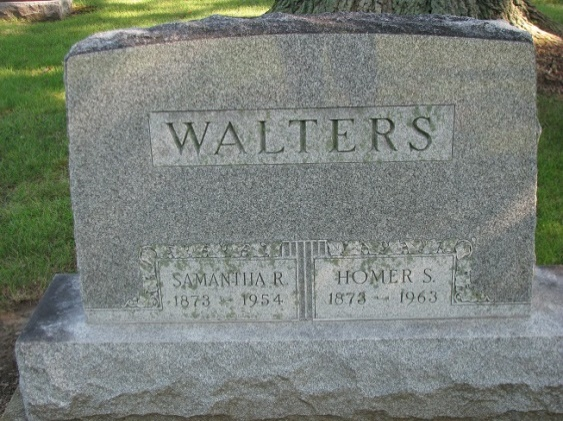 WALTERS
SAMANTHA R.
1873 - 1954
HOMER S.
1873 - 1963